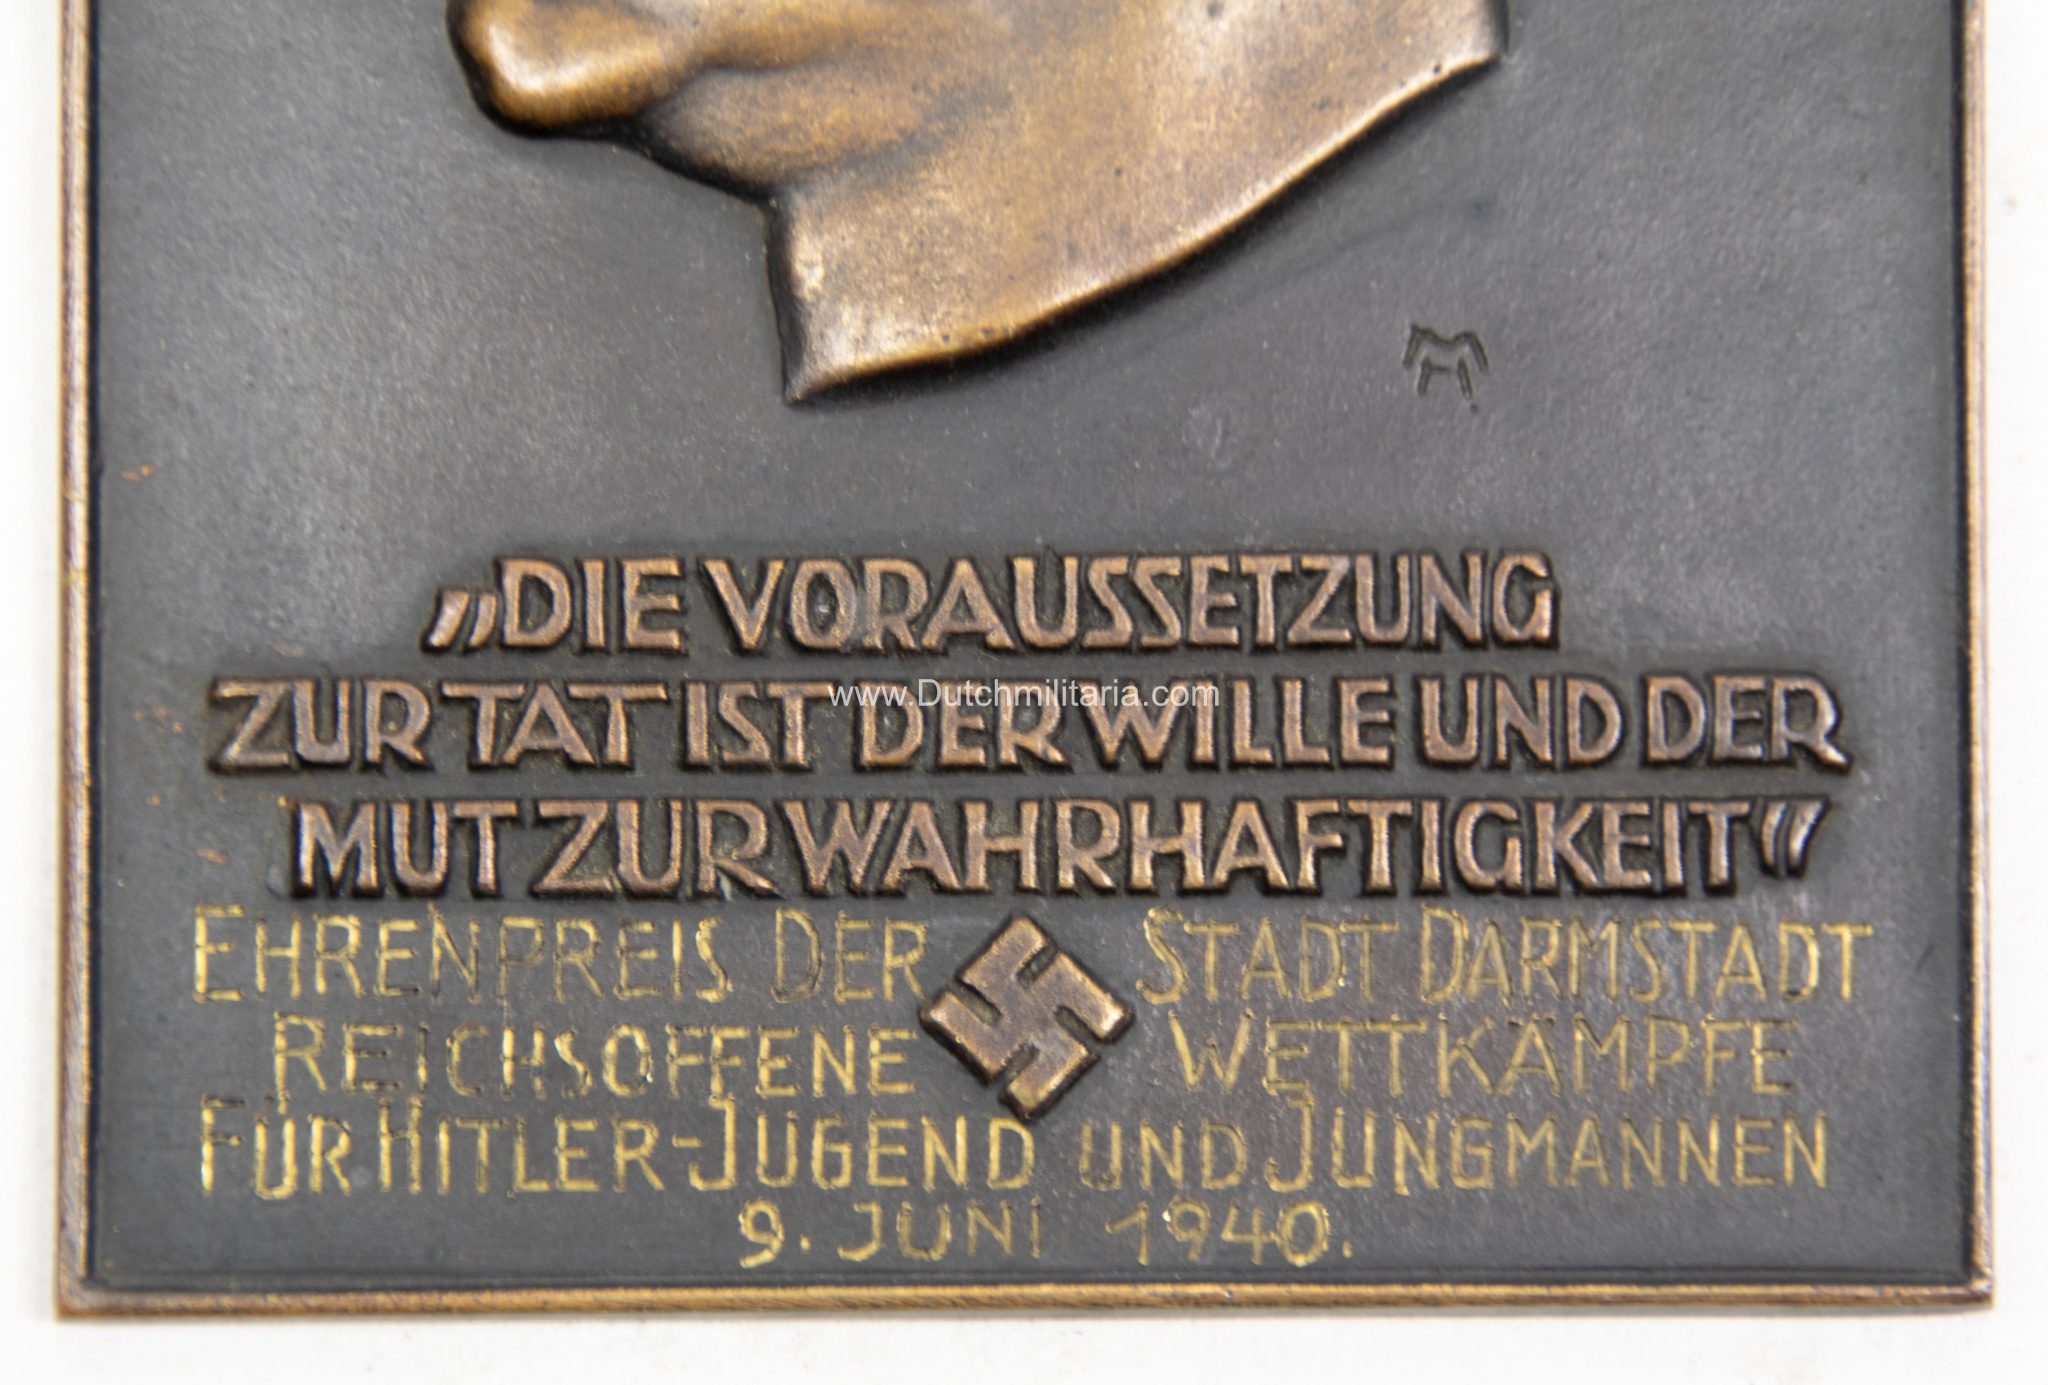 „DIE VORAUSSETZUNG
ZUR TAT IST DER WILLE UND DER
MUT ZUR WAHRHAFTIGKEIT"
www.Dutchmilitaria.com
EHRENPREIS DER STADT DARMSTADT
REICHSOFFENE WETTKÄMPFE
FÜR HITLER-JUGEND UND JUNGMANNEN
9. JUNI 1940.